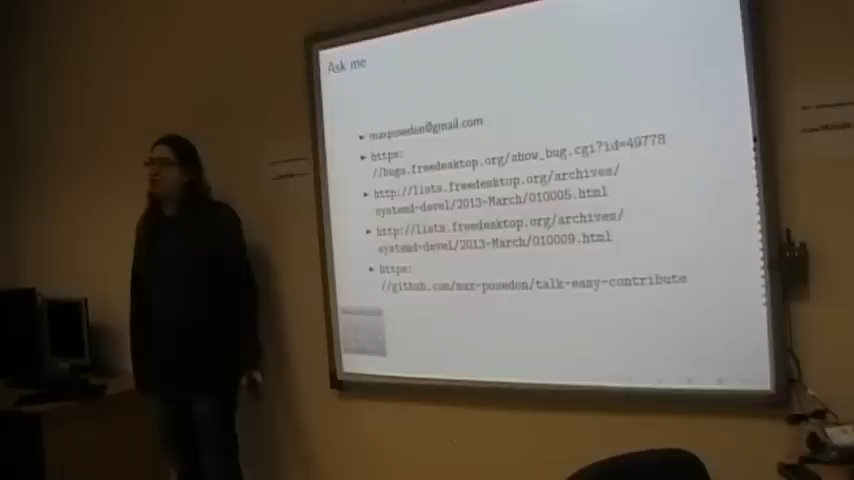 Ask me
maxposedon@gmail.com
https:
//bugs.freedesktop.org/show_bug.cgi?id=49778
http://lists.freedesktop.org/archives/
systemd-devel/2013-March/010005.html
http://lists.freedesktop.org/archives/
systemd-devel/2013-March/010009.html
https:
//github.com/max-posedon/talk-easy-contribute